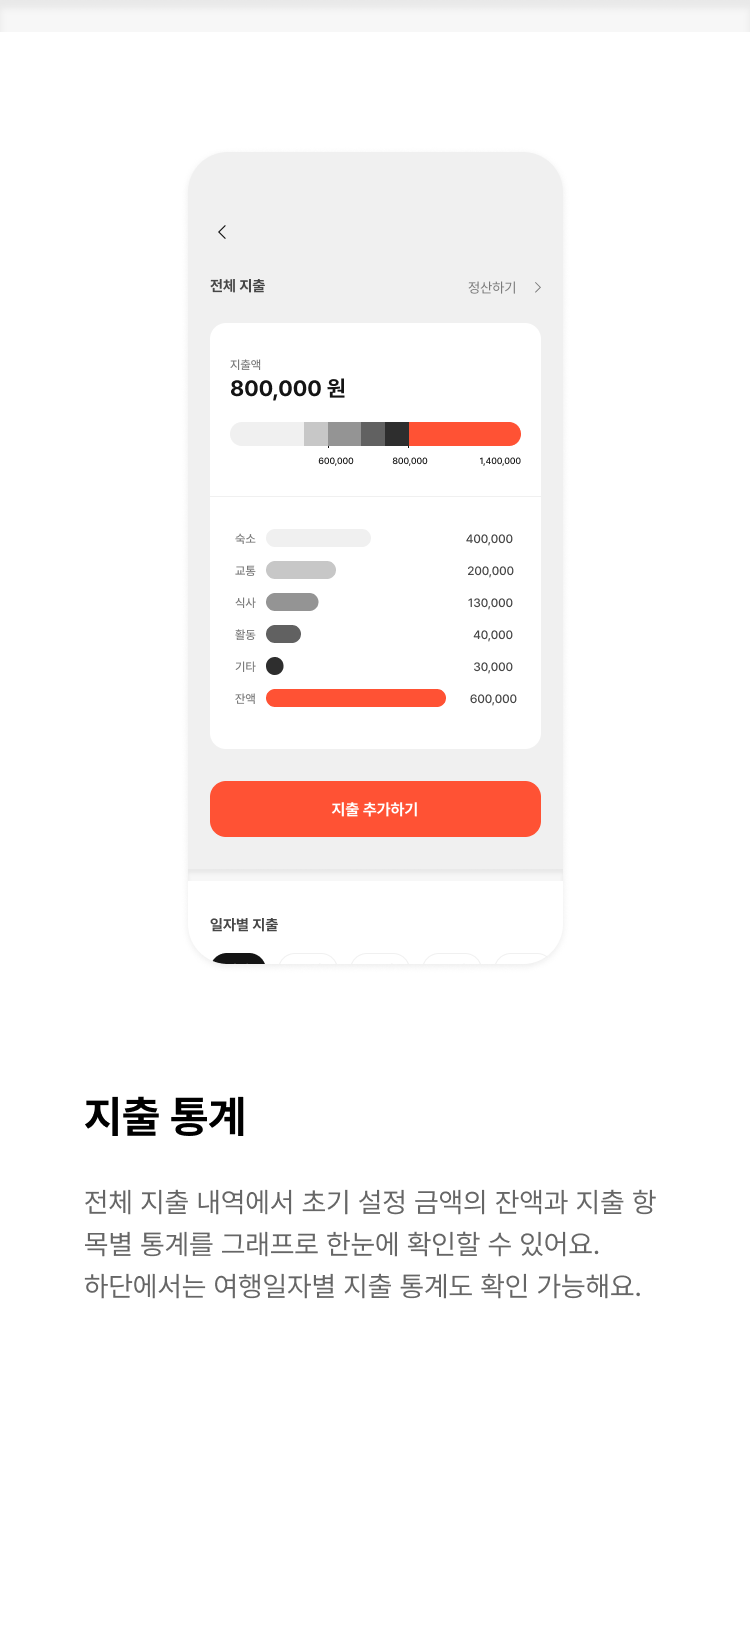 전체 지출
정산하기
지출액
800,000 원
600,000 800,000 1,400,000
숙소 400,000
교통 200,000
식사 130,000
활동 40,000
기타 30,000
잔액 600,000
지출 추가하기
일자별 지출
지출 통계
전체 지출 내역에서 초기 설정 금액의 잔액과 지출 항
목별 통계를 그래프로 한눈에 확인할 수 있어요.
하단에서는 여행일자별 지출 통계도 확인 가능해요.